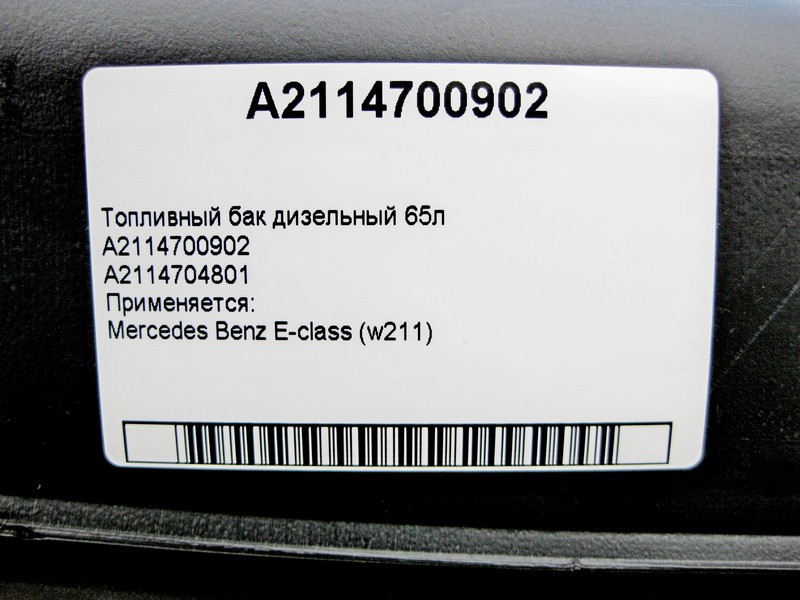 A2114700902
Топливный бак дизельный 65л
A2114700902
A2114704801
Применяется:
Mercedes Benz E-class (w211)